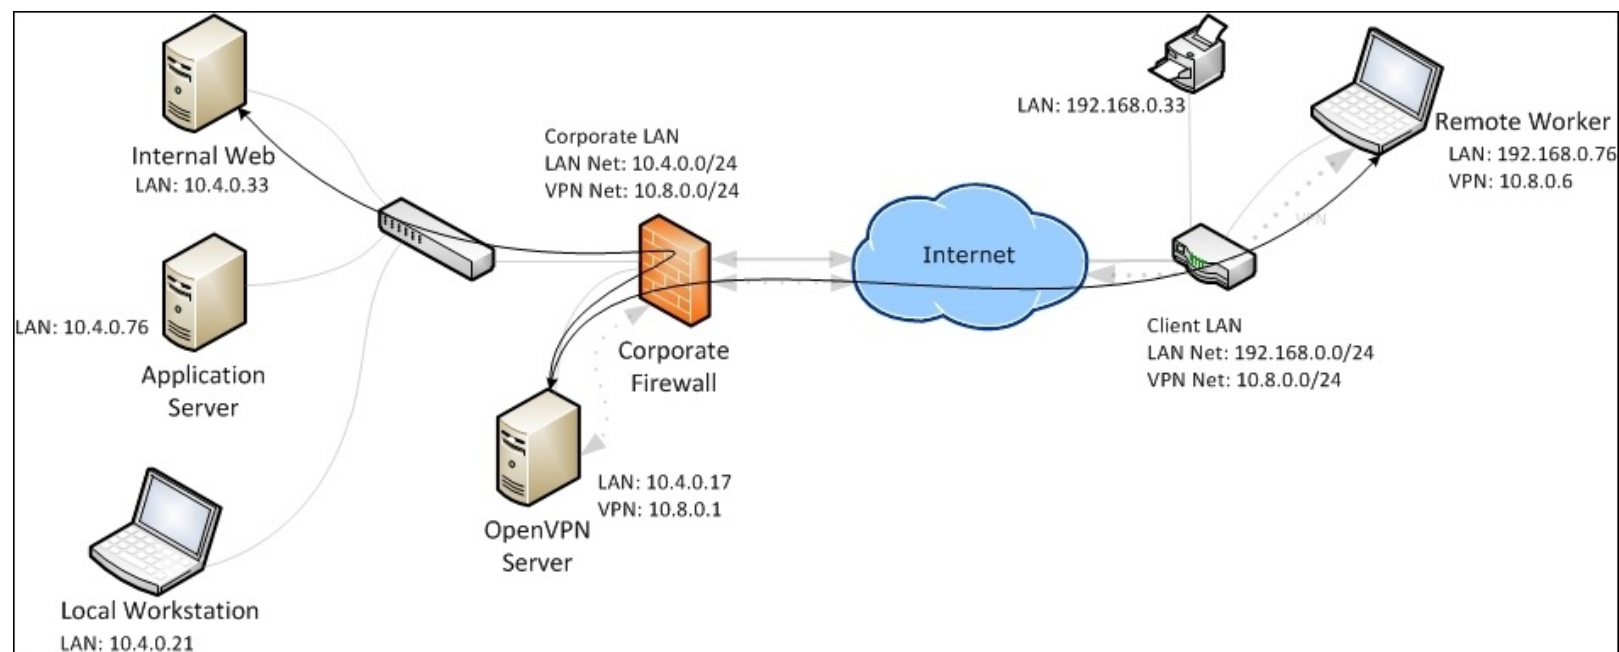 Internal Web
LAN: 10.4.0.33
LAN: 10.4.0.76
Application
Server
Local Workstation
LAN: 10.4.0.21
Corporate LAN
LAN Net: 10.4.0.0/24
VPN Net: 10.8.0.0/24
Corporate
Firewall
LAN: 10.4.0.17
VPN: 10.8.0.1
OpenVPN
Server
Internet
LAN: 192.168.0.33
Remote Worker
LAN: 192.168.0.76
VPN: 10.8.0.6
VPN
Client LAN
LAN Net: 192.168.0.0/24
VPN Net: 10.8.0.0/24